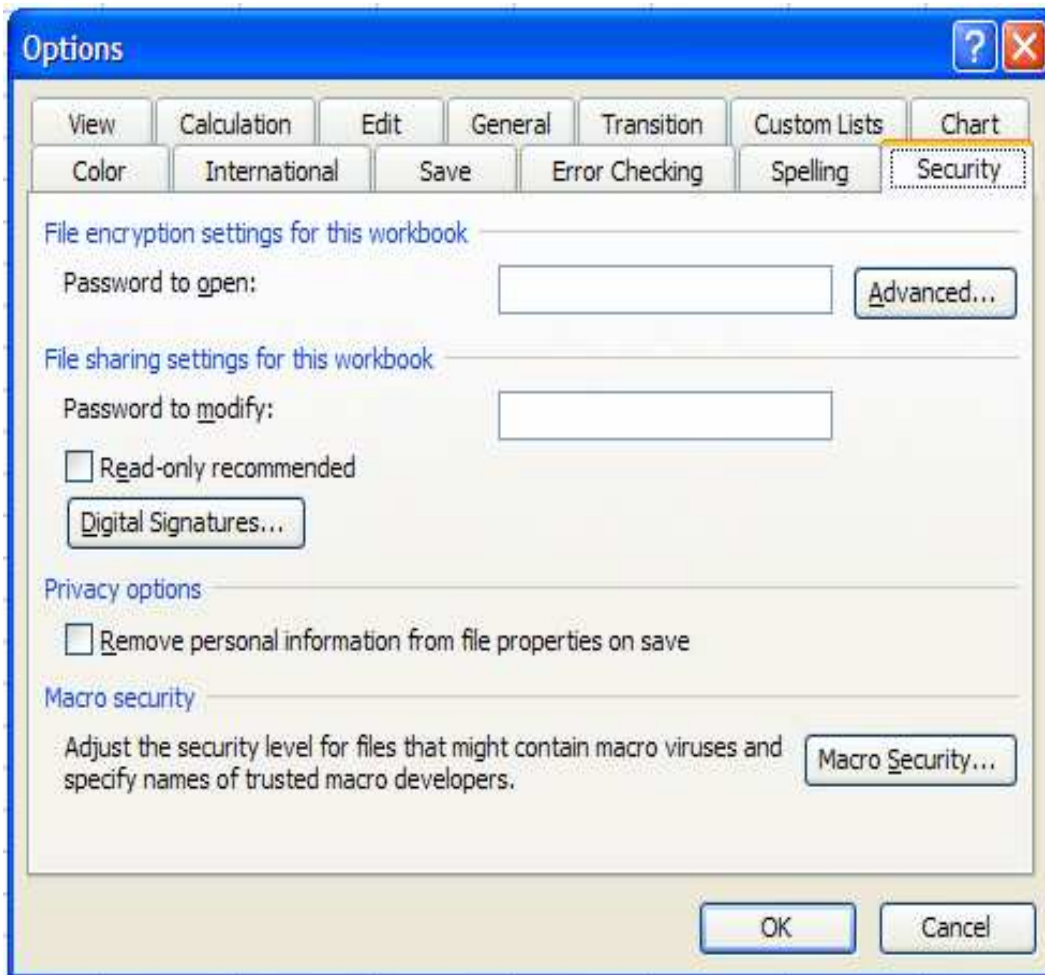 Options
View Calculation Edit General Transition Custom Lists Chart
Color International Save Error Checking Spelling Security
File encryption settings for this workbook
Password to open:
Advanced...
File sharing settings for this workbook
Password to modify:
Read-only recommended
Digital Signatures...
Privacy options
Remove personal information from file properties on save
Macro security
Adjust the security level for files that might contain macro viruses and
specify names of trusted macro developers.
Macro Security...
OK Cancel